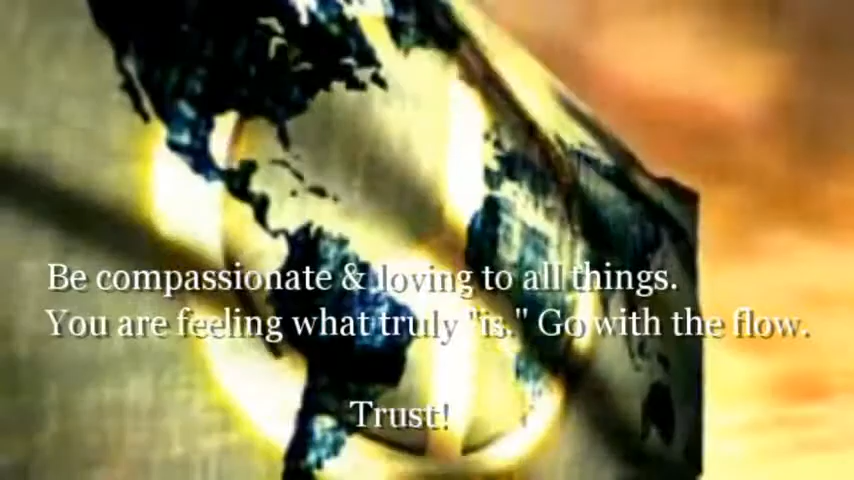 Be compassionate & loving to all things.
You are feeling what truly "is." Go with the flow.
Trust!